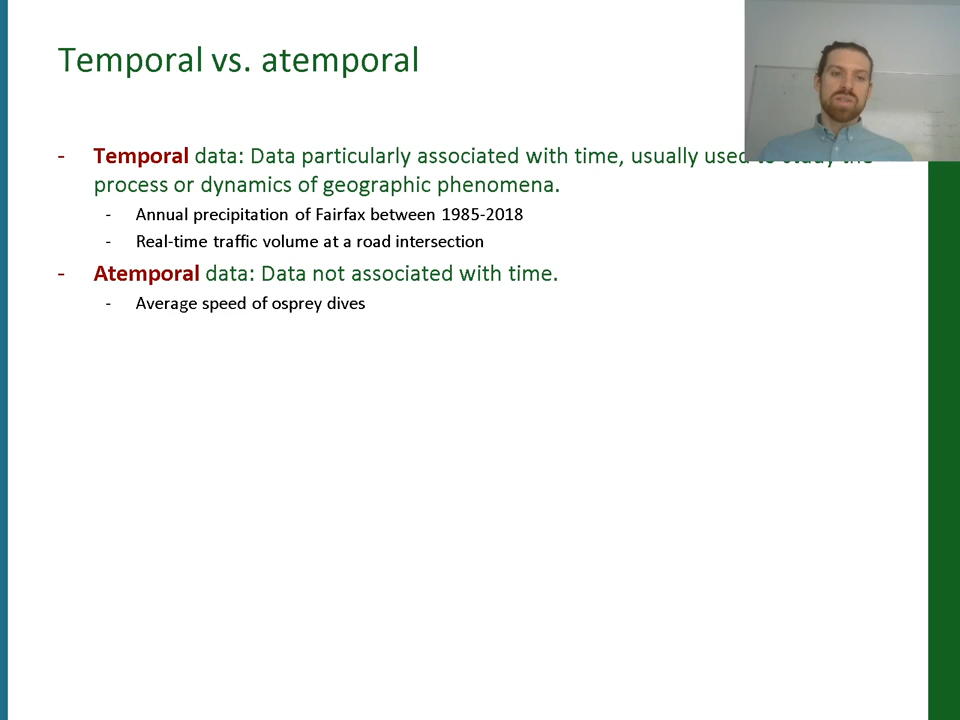 Temporal vs. atemporal
- Temporal data: Data particularly associated with time, usually used to study the
process or dynamics of geographic phenomena.
- Annual precipitation of Fairfax between 1985-2018
- Real-time traffic volume at a road intersection
- Atemporal data: Data not associated with time.
- Average speed of osprey dives